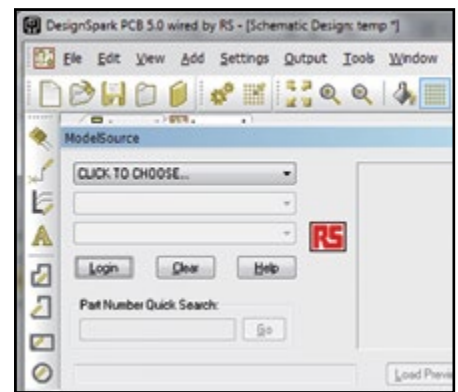 DesignSpark PCB 5.0 wired by RS - [Schematic Design: temp *]
File Edit View Add Settings Output Tools Window
ModelSource
CLICK TO CHOOSE...
RS
Login Clear Help
Part Number Quick Search:
Go
Load Previe
A